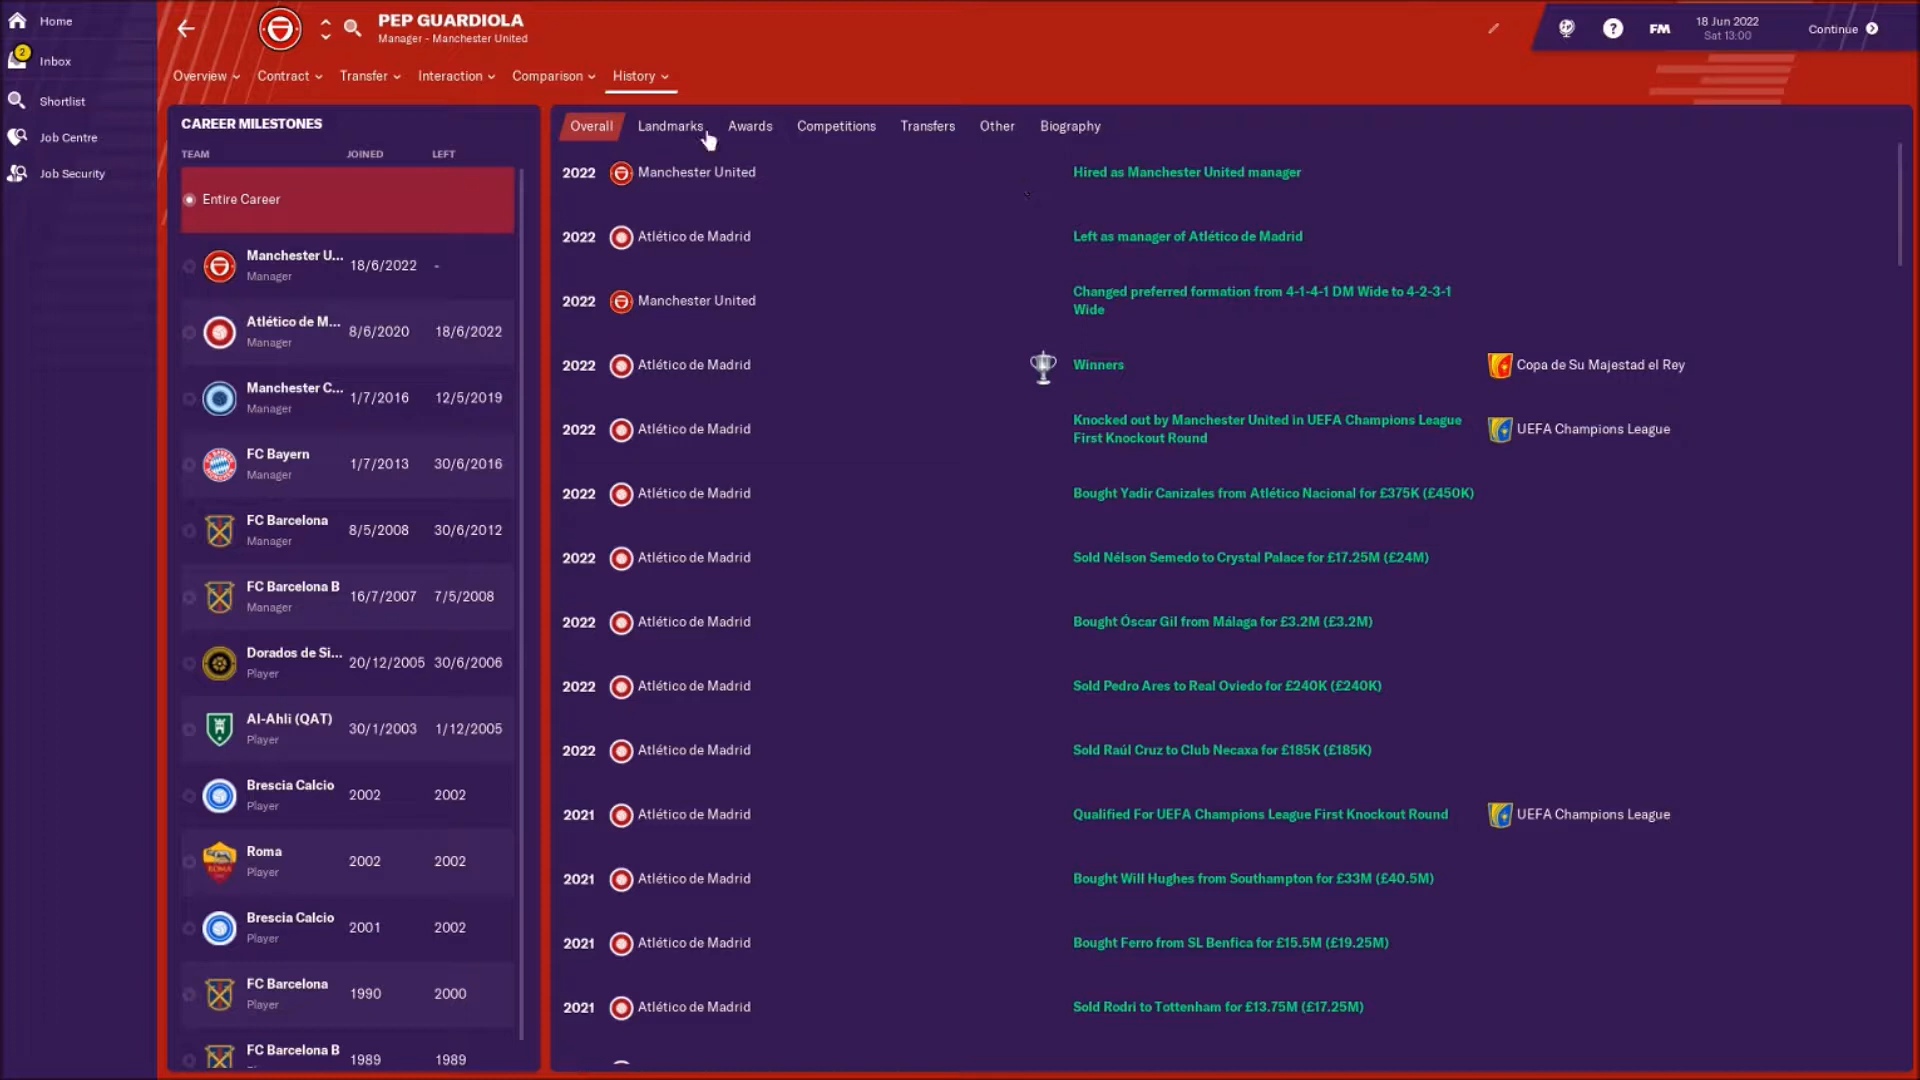 Home
2
Inbox
Shortlist
Job Centre
Job Security
PEP GUARDIOLA
Manager - Manchester United
FM
18 Jun 2022
Sat 13:00
Continue
Overview
Contract
Transfer
Interaction
Comparison
History
CAREER MILESTONES
TEAM JOINED LEFT
Entire Career
Manchester U... 18/6/2022 -
Manager
Atlético de M... 8/6/2020 18/6/2022
Manager
Manchester C... 1/7/2016 12/5/2019
Manager
FC Bayern 1/7/2013 30/6/2016
Manager
FC Barcelona 8/5/2008 30/6/2012
Manager
FC Barcelona B 16/7/2007 7/5/2008
Manager
Dorados de Si... 20/12/2005 30/6/2006
Player
Al-Ahli (QAT) 30/1/2003 1/12/2005
Player
Brescia Calcio 2002 2002
Player
Roma 2002 2002
Player
Brescia Calcio 2001 2002
Player
FC Barcelona 1990 2000
Player
FC Barcelona B 1989 1989
Overall Landmarks Awards Competitions Transfers Other Biography
2022 Manchester United Hired as Manchester United manager
2022 Atlético de Madrid Left as manager of Atlético de Madrid
2022 Manchester United Changed preferred formation from 4-1-4-1 DM Wide to 4-2-3-1
Wide
2022 Atlético de Madrid Winners Copa de Su Majestad el Rey
2022 Atlético de Madrid Knocked out by Manchester United in UEFA Champions League
First Knockout Round UEFA Champions League
2022 Atlético de Madrid Bought Yadir Canizales from Atlético Nacional for £375K (£450K)
2022 Atlético de Madrid Sold Nélson Semedo to Crystal Palace for £17.25M (£24M)
2022 Atlético de Madrid Bought Óscar Gil from Málaga for £3.2M (£3.2M)
2022 Atlético de Madrid Sold Pedro Ares to Real Oviedo for £240K (£240K)
2022 Atlético de Madrid Sold Raúl Cruz to Club Necaxa for £185K (£185K)
2021 Atlético de Madrid Qualified For UEFA Champions League First Knockout Round UEFA Champions League
2021 Atlético de Madrid Bought Will Hughes from Southampton for £33M (£40.5M)
2021 Atlético de Madrid Bought Ferro from SL Benfica for £15.5M (£19.25M)
2021 Atlético de Madrid Sold Rodri to Tottenham for £13.75M (£17.25M)